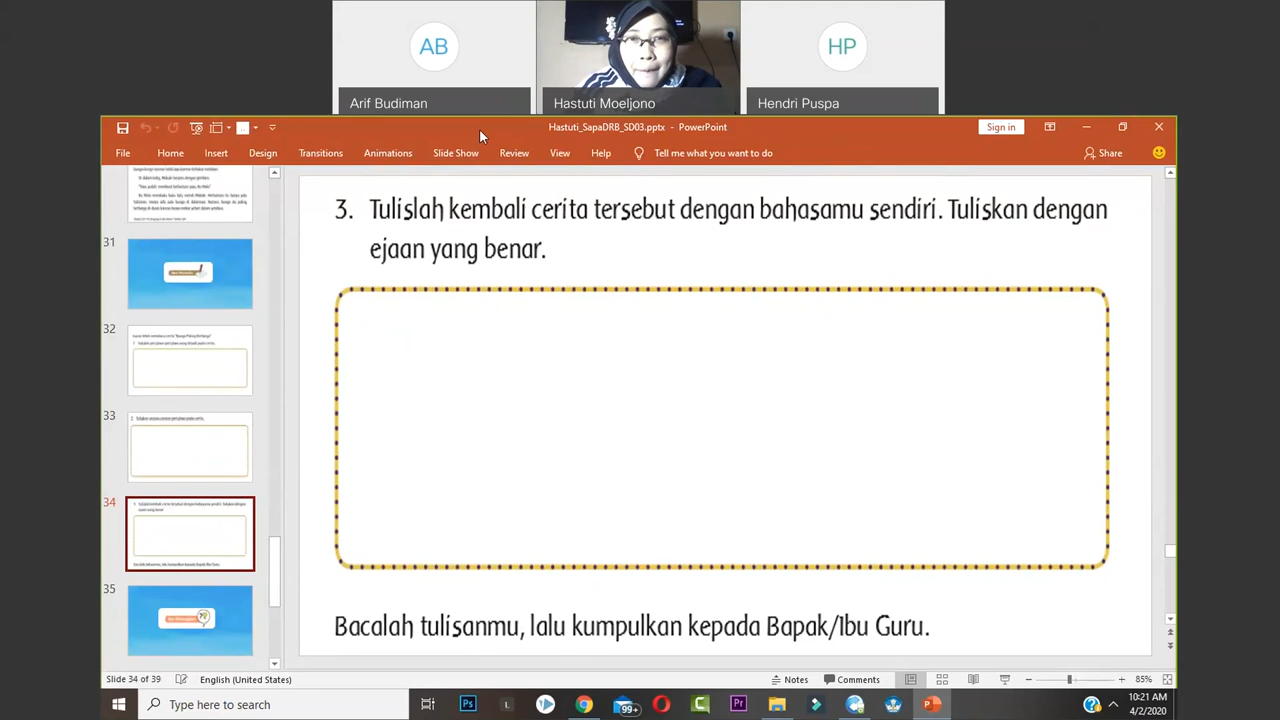 AB
HP
Arif Budiman
Hastuti Moeljono
Hendri Puspa
Hastuti_SapaDRB_SD03.pptx - PowerPoint
Sign in
File Home Insert Design Transitions Animations Slide Show Review View Help Tell me what you want to do Share
31
32
33
34
35
3. Tulislah kembali cerita tersebut dengan bahasamu sendiri. Tuliskan dengan
ejaan yang benar.
Bacalah tulisanmu, lalu kumpulkan kepada Bapak/Ibu Guru.
Slide 34 of 39 English (United States) Notes Comments 85%
Type here to search
99+
10:21 AM
4/2/2020